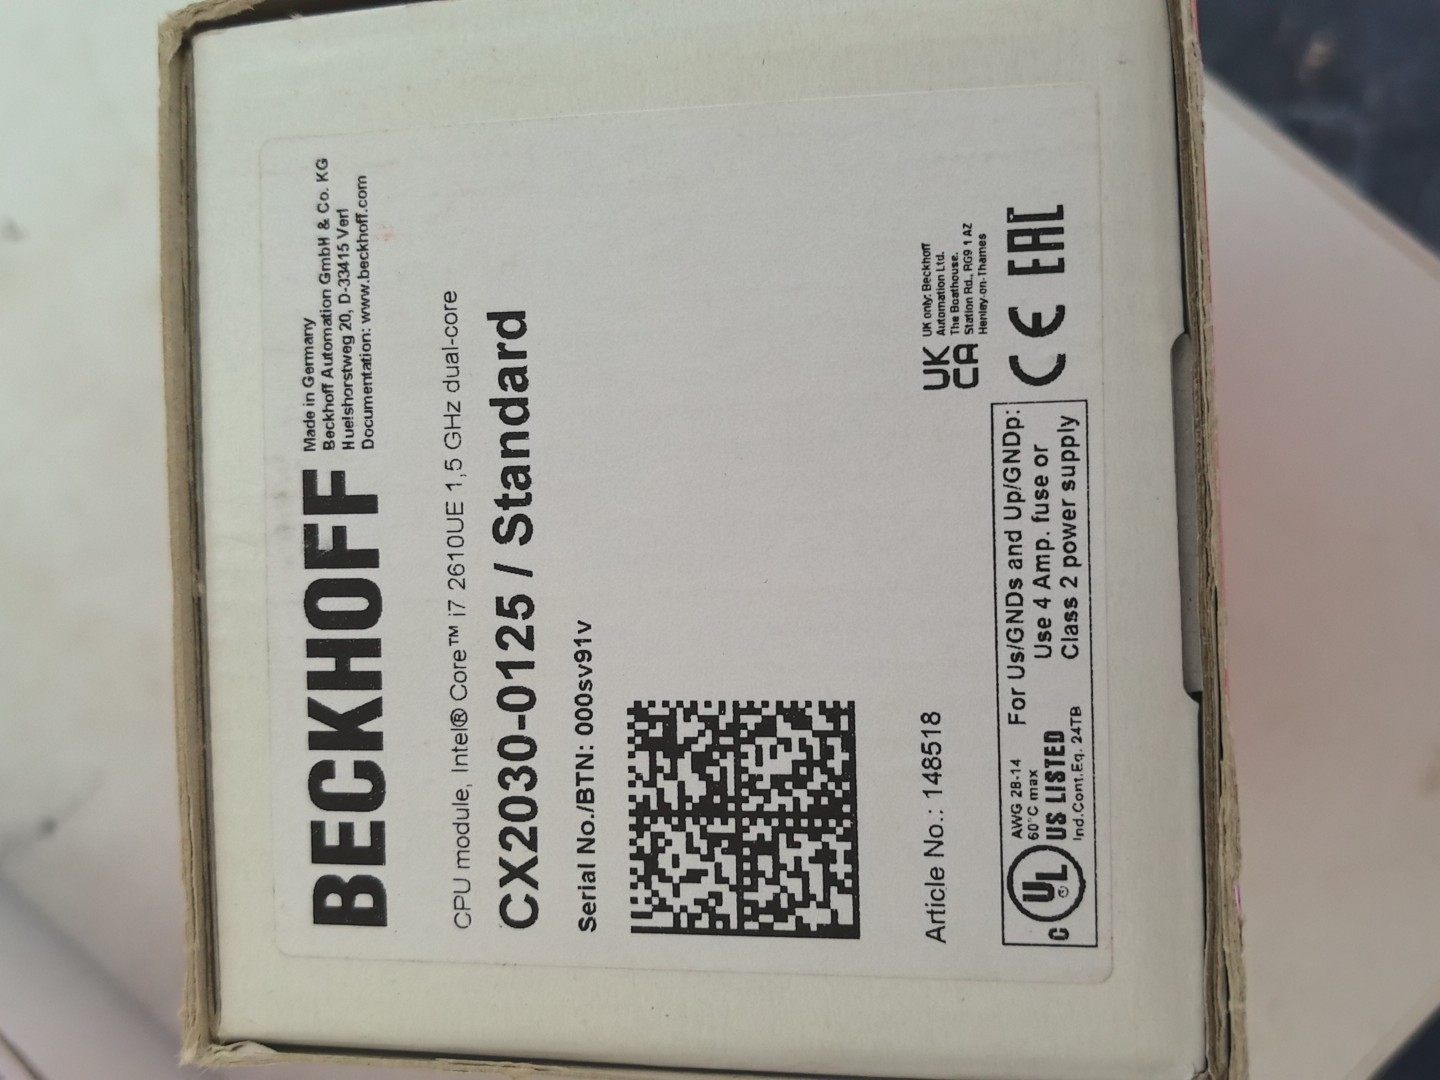 BECKHOFF
Made in Germany
Beckhoff Automation GmbH & Co. KG
Huelshorstweg 20, D-33415 Verl
Documentation: www.beckhoff.com
CPU module, Intel® Core™ i7 2610UE 1,5 GHz dual-core
CX2030-0125 / Standard
Serial No./BTN: 000sv91v
Article No.: 148518
UK
CA
UK only: Beckhoff
Automation Ltd.
The Boathouse.
Station Rd., RG9 1 AZ
Henley-on-Thames
C UL ®
AWG 28-14
60°C max
US LISTED
Ind.Cont.Eq. 24TB
For Us/GNDs and Up/GNDp:
Use 4 Amp. fuse or
Class 2 power supply
CE EAC